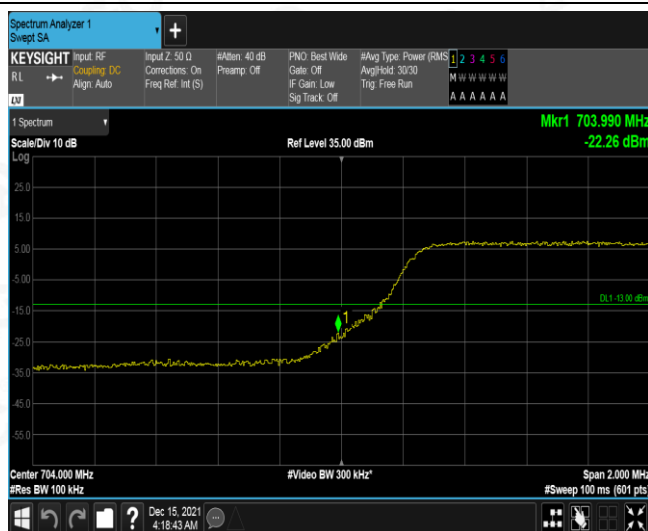 Spectrum Analyzer 1
Swept SA
KEYSIGHT
RL
LXI
Input: RF
Coupling: DC
Align: Auto
Input Z: 50 Ω
Corrections: On
Freq Ref: Int (S)
#Atten: 40 dB
Preamp: Off
PNO: Best Wide
Gate: Off
IF Gain: Low
Sig Track: Off
#Avg Type: Power (RMS
Avg|Hold: 30/30
Trig: Free Run
1 2 3 4 5 6
M W W W W W
A A A A A A
1 Spectrum
Mkr1 703.990 MHz
Scale/Div 10 dB
Ref Level 35.00 dBm
-22.26 dBm
Log
25.0
15.0
5.00
-5.00
DL1 -13.00 dBm
-15.0
1
-25.0
-35.0
-45.0
-55.0
Center 704.000 MHz
#Video BW 300 kHz*
Span 2.000 MHz
#Res BW 100 kHz
#Sweep 100 ms (601 pts)
?
Dec 15, 2021
4:18:43 AM